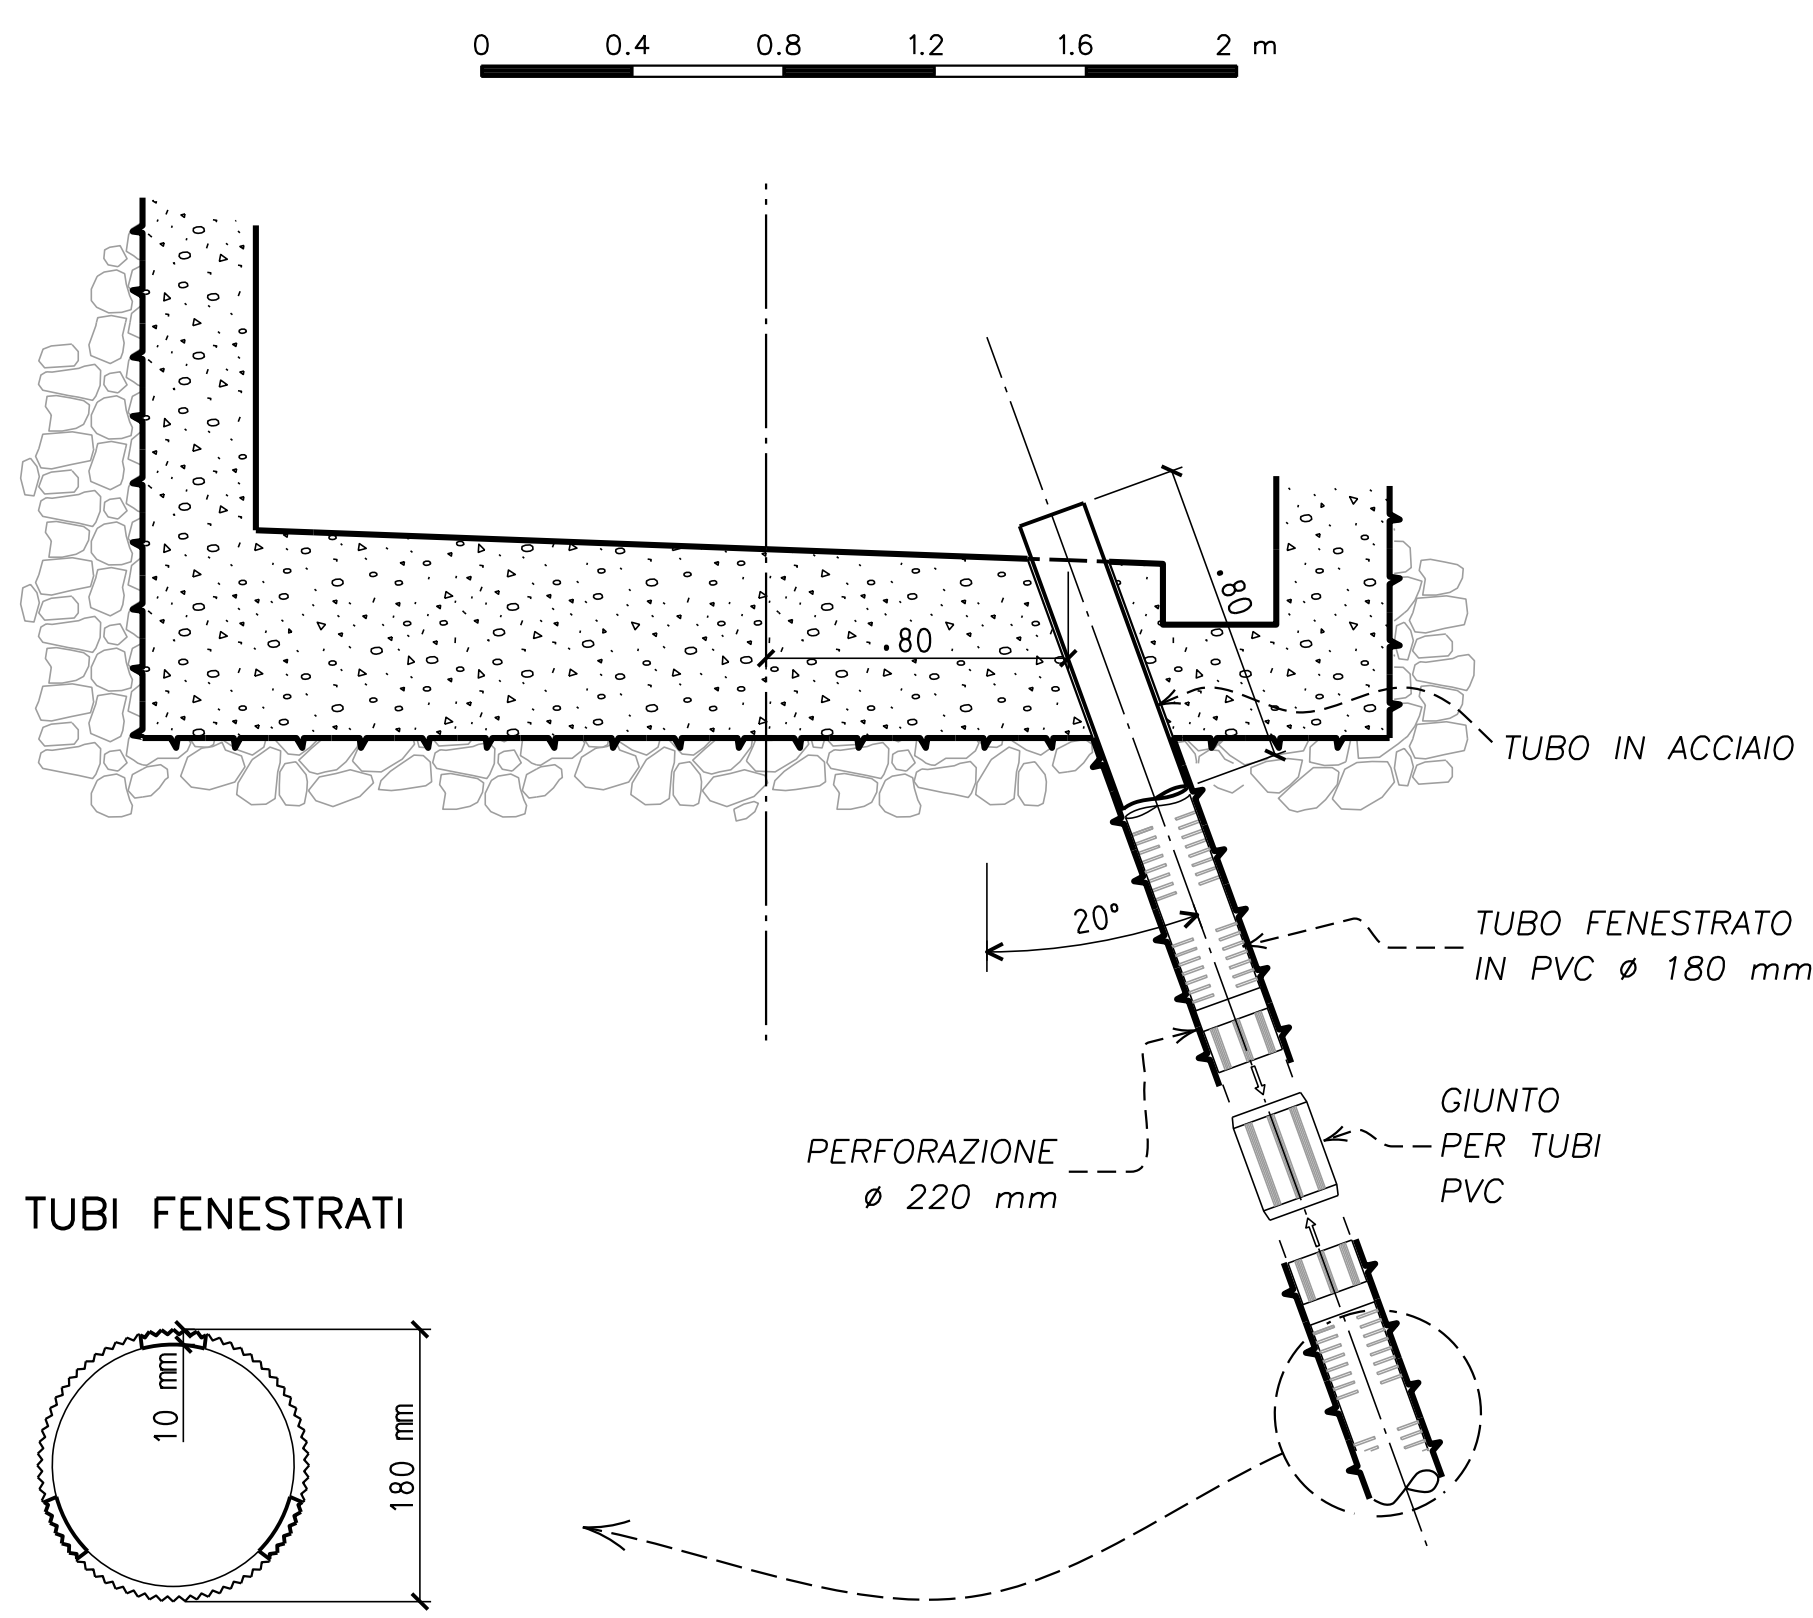 0 0.4 0.8 1.2 1.6 2 m
.80
.80
TUBO IN ACCIAIO
20°
TUBO FENESTRATO
IN PVC ø 180 mm
GIUNTO
PER TUBI
PVC
PERFORAZIONE
ø 220 mm
TUBI FENESTRATI
10 mm
180 mm